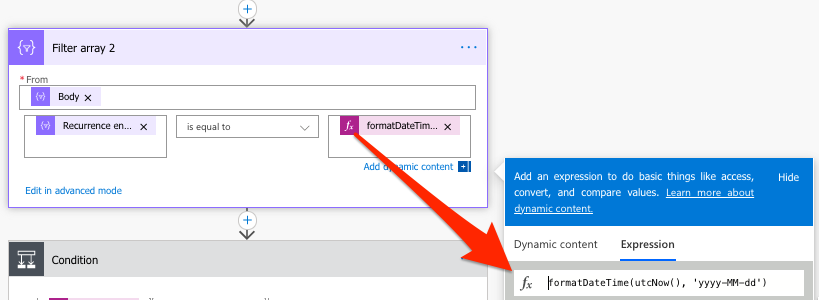 Filter array 2
* From
Body
Recurrence en...
is equal to
formatDateTim...
Add dynamic content
Edit in advanced mode
Condition
Add an expression to do basic things like access,
convert, and compare values. Learn more about
dynamic content.
Hide
Dynamic content
Expression
fx formatDateTime(utcNow(), 'yyyy-MM-dd')